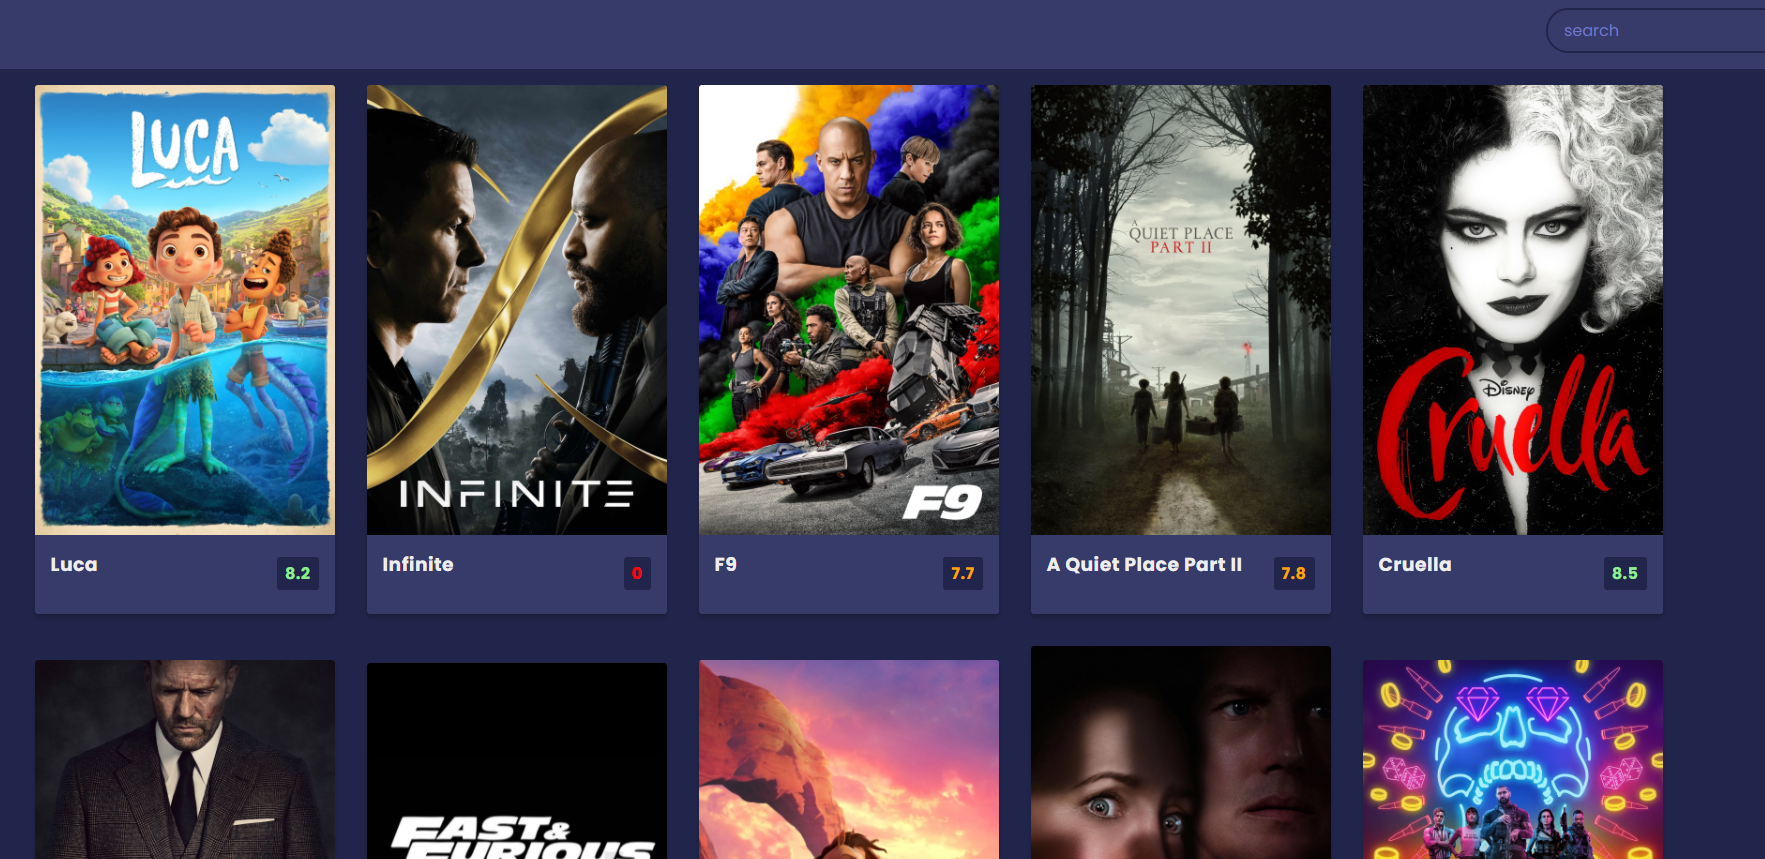 search
LUCA
INFINITE
F9
A
QUIET PLACE
PART II
DISNEY
Cruella
Luca
8.2
Infinite
0
F9
7.7
A Quiet Place Part II
7.8
Cruella
8.5
FAST &
FURIOUS